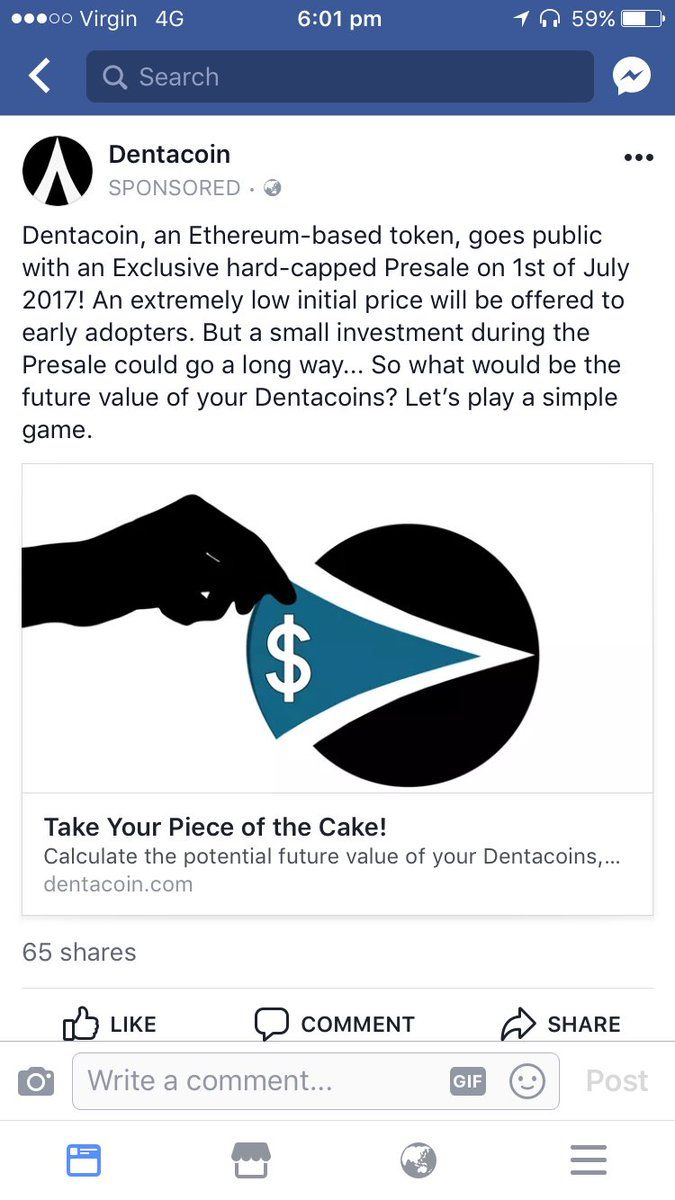 Virgin 4G 6:01 pm 59%
Search
Dentacoin
SPONSORED ·
Dentacoin, an Ethereum-based token, goes public
with an Exclusive hard-capped Presale on 1st of July
2017! An extremely low initial price will be offered to
early adopters. But a small investment during the
Presale could go a long way... So what would be the
future value of your Dentacoins? Let’s play a simple
game.
$
Take Your Piece of the Cake!
Calculate the potential future value of your Dentacoins,...
dentacoin.com
65 shares
LIKE COMMENT SHARE
Write a comment... GIF Post